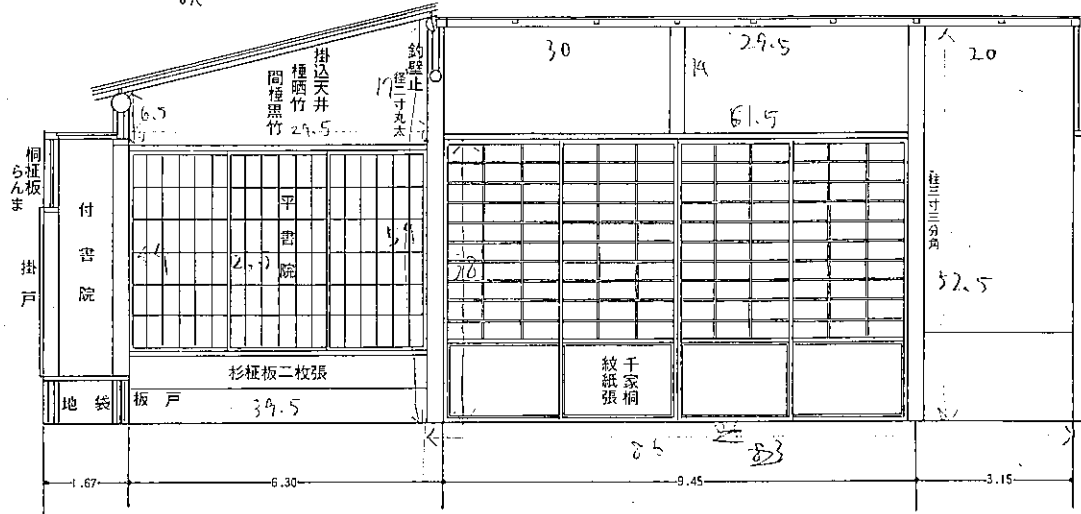 掛込天井
種晒竹
間種黒竹
釣壁止
径二寸丸太
6.5
29.5
30
29.5
14
61.5
20
桐柾板
らんま
掛戸
付書院
平書院
柱三寸三分角
52.5
杉柾板二枚張
千家桐
紋紙張
地袋
板戸
39.5
83
1.67
6.30
9.45
3.15